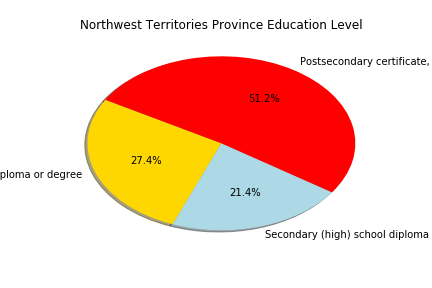 Northwest Territories Province Education Level
Postsecondary certificate,
51.2%
27.4%
ploma or degree
21.4%
Secondary (high) school diploma